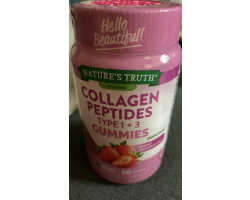 Hello
Beautiful!
NATURE'S TRUTH
COLLAGEN
PEPTIDES
TYPE 1 + 3
GUMMIES